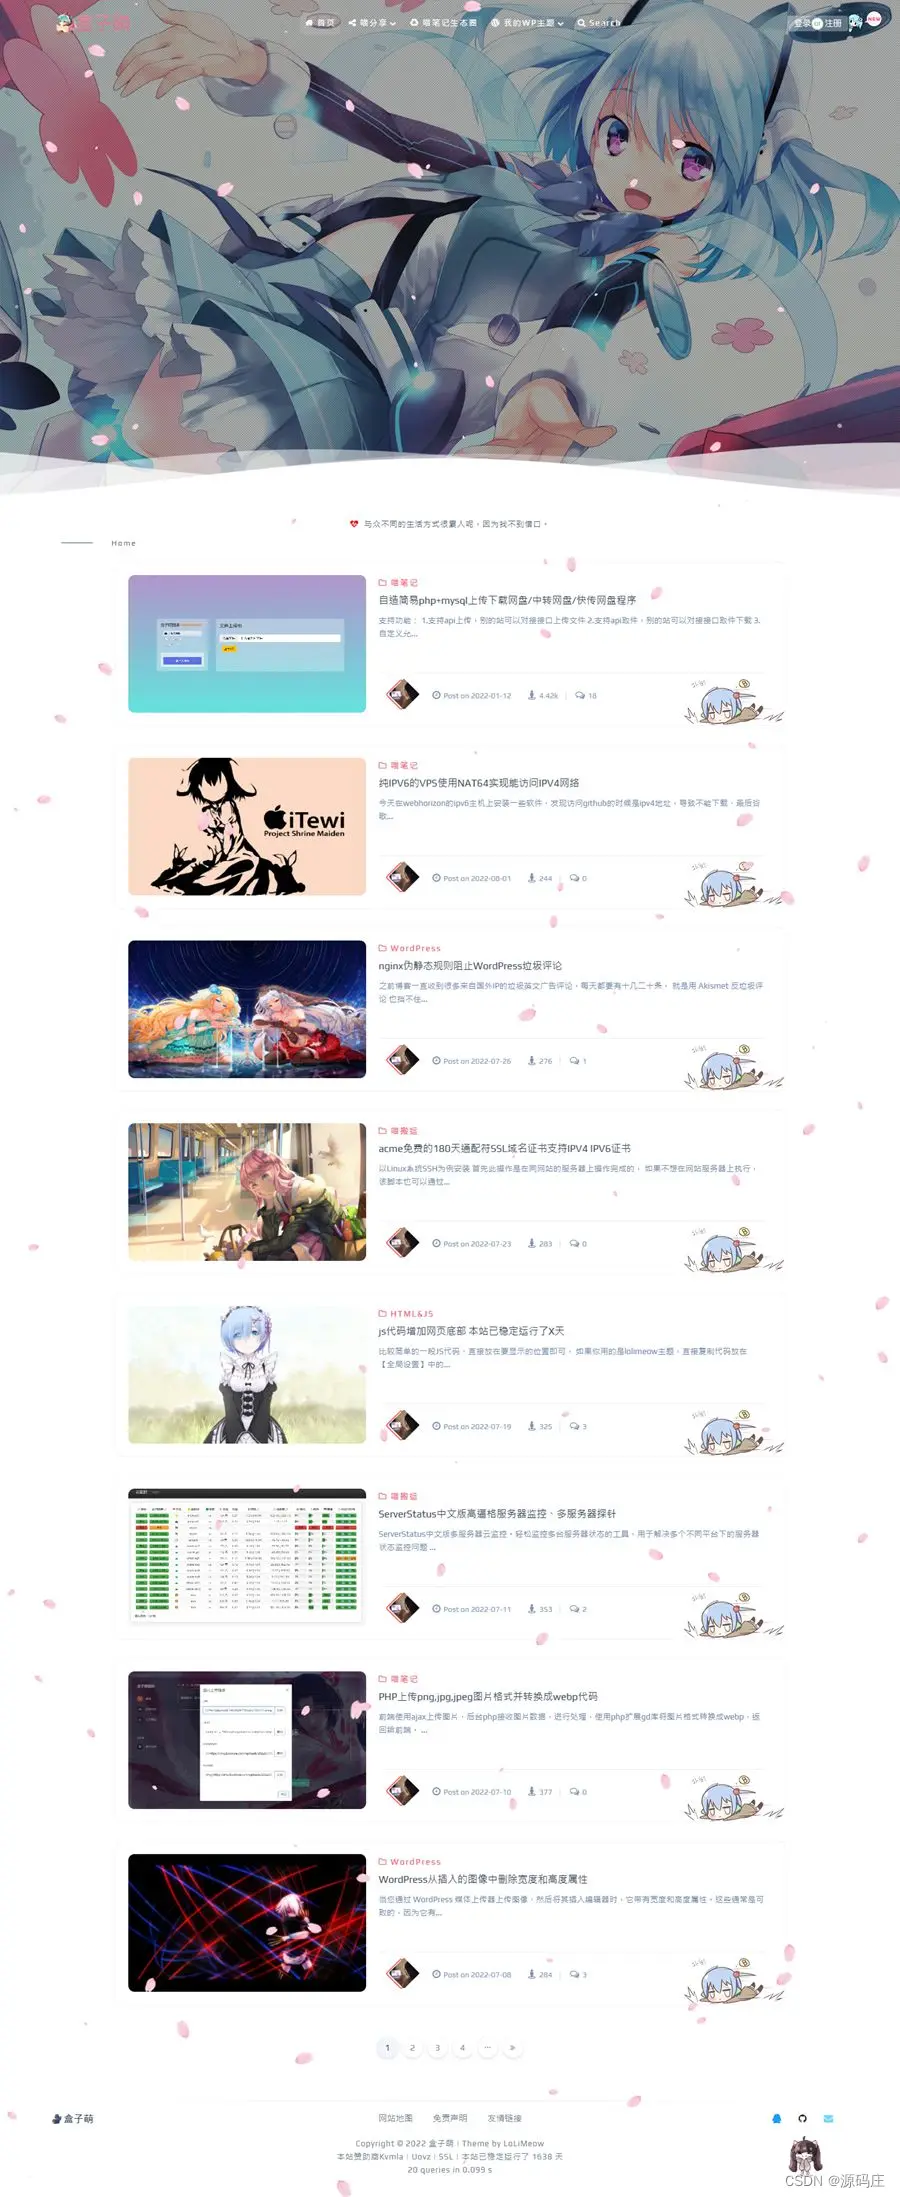 盒子萌
首页 喵分享 喵笔记生态圈 我的WP主题 Search
登录 or 注册
NEW
与众不同的生活方式很累人呢，因为找不到借口。
Home
喵笔记
自适简易php+mysql上传下载网盘/中转网盘/快传网盘程序
支持功能： 1.支持api上传，别的站可以对接接口上传文件 2.支持api取件，别的站可以对接接口取件下载 3.
自定义允...
Post on 2022-01-12 4.42k 18
喵笔记
纯IPV6的VPS使用NAT64实现能访问IPV4网络
今天在webhorizon的ipv6主机上安装一些软件，发现访问github的时候是ipv4地址，导致不能下载，最后谷
歌...
iTewi
Project Shrine Maiden
Post on 2022-08-01 244 0
WordPress
nginx伪静态规则阻止WordPress垃圾评论
之前博客一直收到很多来自国外IP的垃圾英文广告评论，每天都要有十几二十条， 就是用 Akismet 反垃圾评
论 也挡不住...
Post on 2022-07-26 276 1
喵搬运
acme免费的180天通配符SSL域名证书支持IPV4 IPV6证书
以Linux系统SSH为例安装 首先此操作是在同网站的服务器上操作完成的， 如果不想在网站服务器上执行，
该脚本也可以通过...
Post on 2022-07-23 283 0
HTML&JS
js代码增加网页底部 本站已稳定运行了X天
比较简单的一段JS代码，直接放在要显示的位置即可， 如果你用的是lolimeow主题，直接复制代码放在
【全局设置】中的...
Post on 2022-07-19 325 3
喵搬运
ServerStatus中文版高逼格服务器监控、多服务器探针
ServerStatus中文版多服务器云监控，轻松监控多台服务器状态的工具，用于解决多个不同平台下的服务器
状态监控问题 ...
Post on 2022-07-11 353 2
喵笔记
PHP上传png,jpg,jpeg图片格式并转换成webp代码
前端使用ajax上传图片，后台php接收图片数据，进行处理，使用php扩展gd库将图片格式转换成webp，返
回给前端， ...
Post on 2022-07-10 377 0
WordPress
WordPress从插入的图像中删除宽度和高度属性
当您通过 WordPress 媒体上传器上传图像，然后将其插入编辑器时，它带有宽度和高度属性。这些通常是可
取的，因为它有...
Post on 2022-07-08 284 3
1 2 3 4 ... »
盒子萌
网站地图 免责声明 友情链接
Copyright © 2022 盒子萌 | Theme by LoLiMeow
本站赞助商Kvmla | Uovz | SSL | 本站已稳定运行了 1638 天
20 queries in 0.099 s
CSDN @源码庄